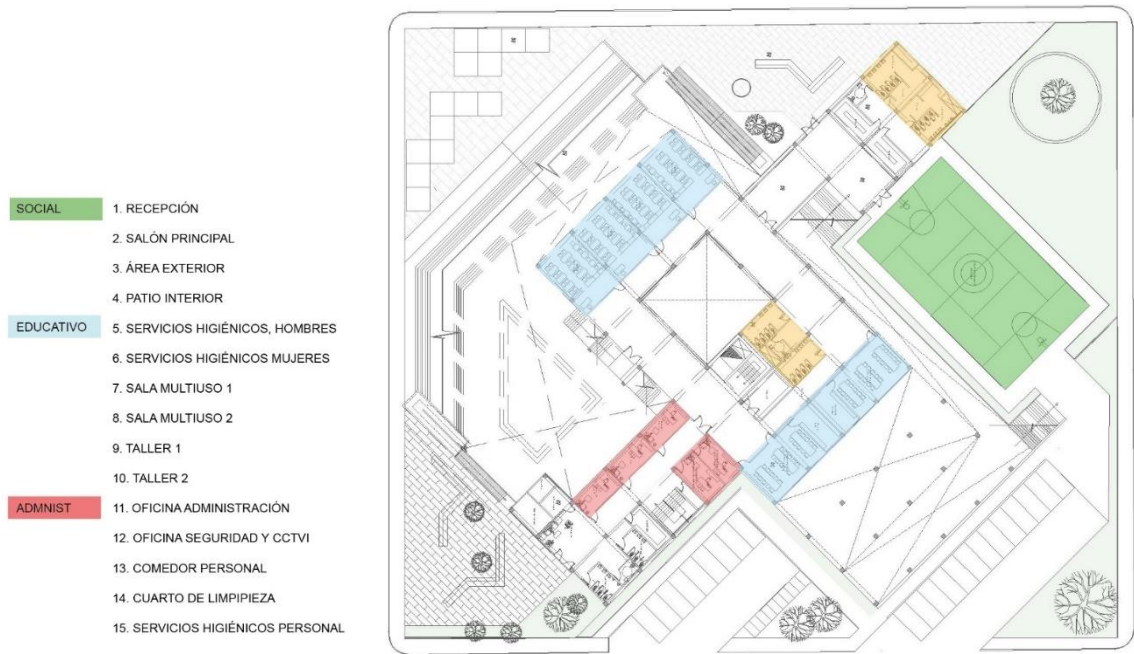 SOCIAL 1. RECEPCIÓN
2. SALÓN PRINCIPAL
3. ÁREA EXTERIOR
4. PATIO INTERIOR
EDUCATIVO 5. SERVICIOS HIGIÉNICOS, HOMBRES
6. SERVICIOS HIGIÉNICOS MUJERES
7. SALA MULTIUSO 1
8. SALA MULTIUSO 2
9. TALLER 1
10. TALLER 2
ADMNIST 11. OFICINA ADMINISTRACIÓN
12. OFICINA SEGURIDAD Y CCTVI
13. COMEDOR PERSONAL
14. CUARTO DE LIMPIPIEZA
15. SERVICIOS HIGIÉNICOS PERSONAL